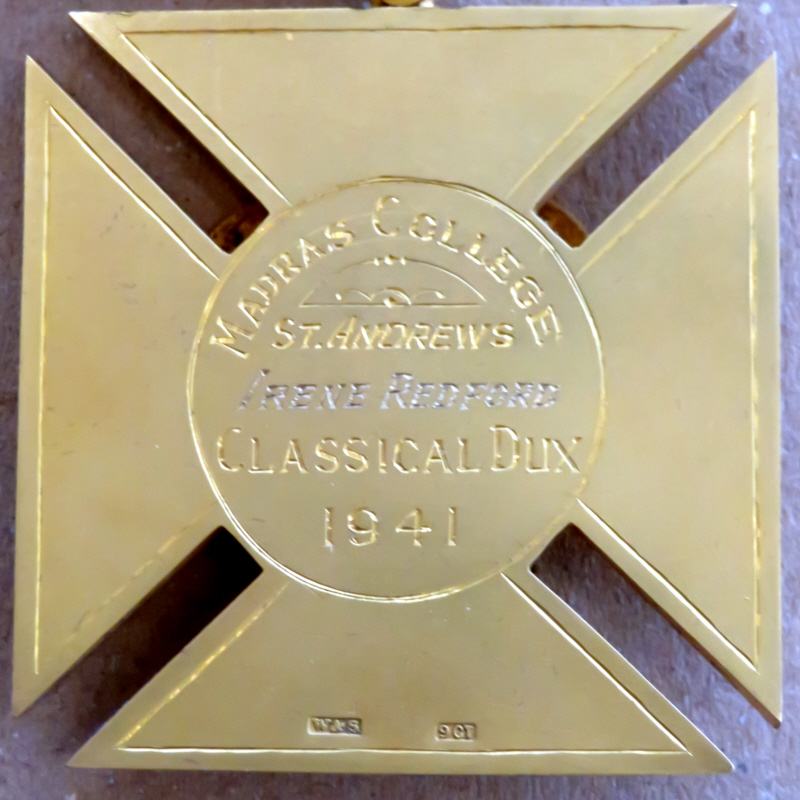 MADRAS COLLEGE
ST. ANDREWS
IRENE REDFORD
CLASSICAL DUX
1941
W&S 9CT